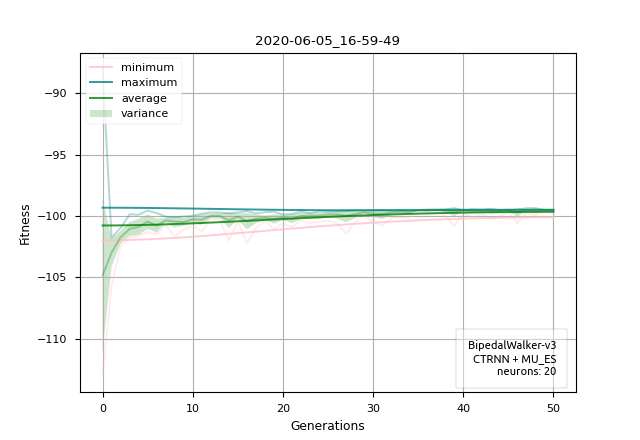 2020-06-05_16-59-49
minimum
maximum
average
variance
−90
−95
−100
−105
−110
Fitness
BipedalWalker-v3
CTRNN + MU_ES
neurons: 20
0 10 20 30 40 50
Generations